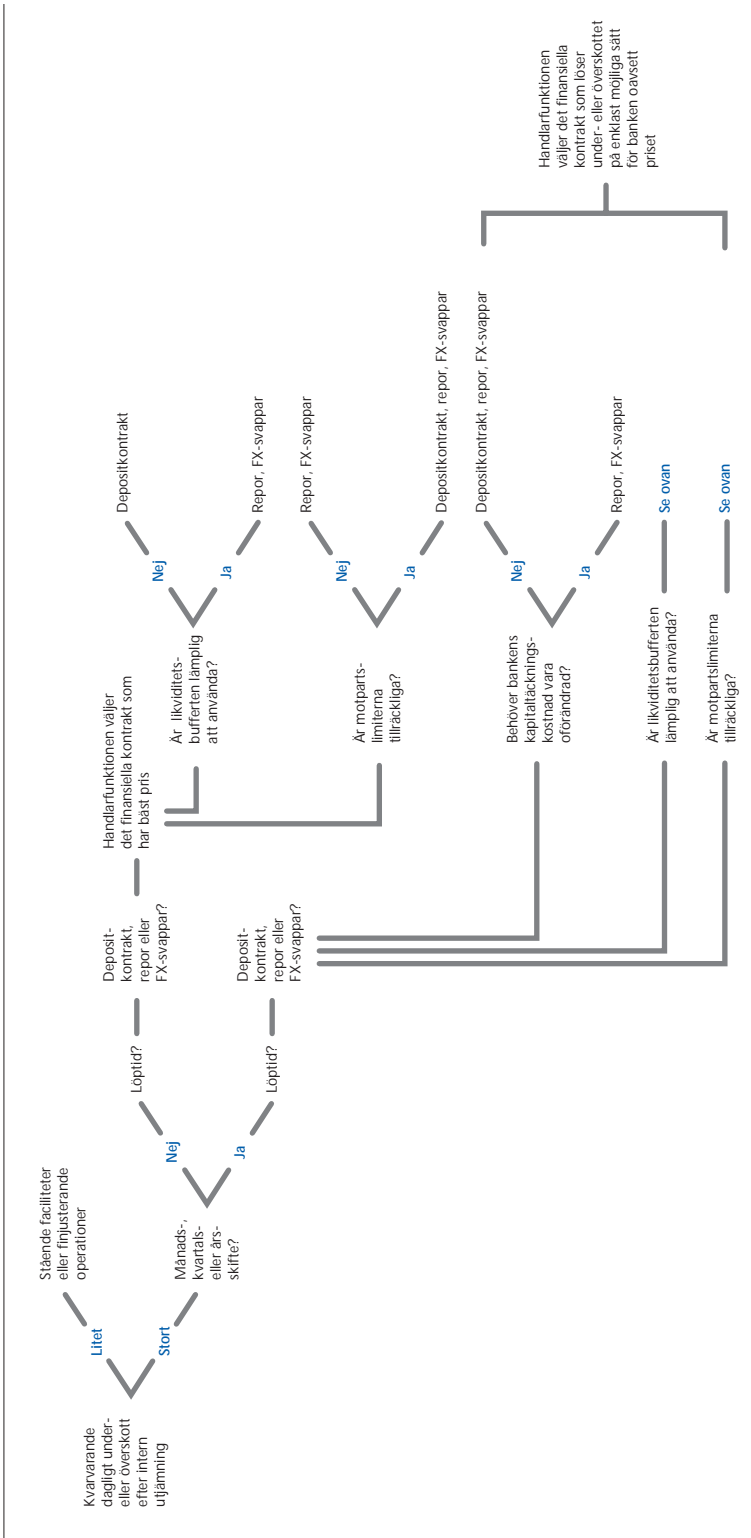 Kvarvarande
dagligt under-
eller överskott
efter intern
utjämning
Litet
Stort
Stående faciliteter
eller finjusterande
operationer
Månads-,
kvartals-
eller års-
skifte?
Nej
Ja
Löptid?
Löptid?
Deposit-
kontrakt,
repor eller
FX-svappar?
Deposit-
kontrakt,
repor eller
FX-svappar?
Handlarfunktionen väljer
det finansiella kontrakt som
har bäst pris
Är likviditets-
bufferten lämplig
att använda?
Nej
Ja
Depositkontrakt
Repor, FX-svappar
Är motparts-
limiterna
tillräckliga?
Nej
Ja
Repor, FX-svappar
Depositkontrakt, repor, FX-svappar
Behöver bankens
kapitaltäcknings-
kostnad vara
oförändrad?
Nej
Ja
Depositkontrakt, repor, FX-svappar
Repor, FX-svappar
Är likviditetsbufferten
lämplig att använda?
Se ovan
Är motpartslimiterna
tillräckliga?
Se ovan
Handlarfunktionen
väljer det finansiella
kontrakt som löser
under- eller överskottet
på enklast möjliga sätt
för banken oavsett
priset